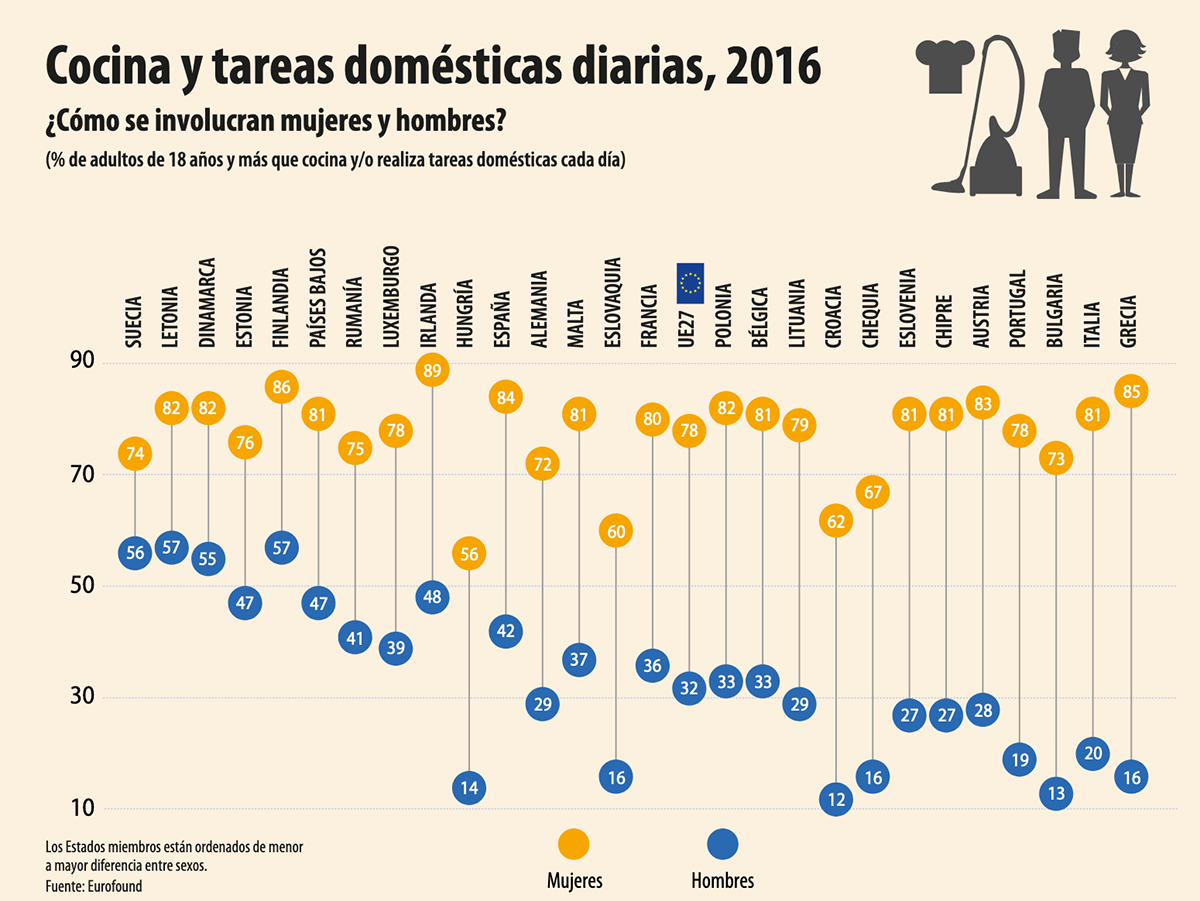 Cocina y tareas domésticas diarias, 2016
¿Cómo se involucran mujeres y hombres?
(% de adultos de 18 años y más que cocina y/o realiza tareas domésticas cada día)
SUECIA
LETONIA
DINAMARCA
ESTONIA
FINLANDIA
PAÍSES BAJOS
RUMANÍA
LUXEMBURGO
IRLANDA
HUNGRÍA
ESPAÑA
ALEMANIA
MALTA
ESLOVAQUIA
FRANCIA
UE27
POLONIA
BÉLGICA
LITUANIA
CROACIA
CHEQUIA
ESLOVENIA
CHIPRE
AUSTRIA
PORTUGAL
BULGARIA
ITALIA
GRECIA
90
70
50
30
10
74 82 82 76 86 81 75 78 89 56 84 72 81 60 80 78 82 81 79 62 67 81 81 83 78 73 81 85
56 57 55 47 57 47 41 39 48 14 42 29 37 16 36 32 33 33 29 12 16 27 27 28 19 13 20 16
Los Estados miembros están ordenados de menor
a mayor diferencia entre sexos.
Fuente: Eurofound
Mujeres
Hombres